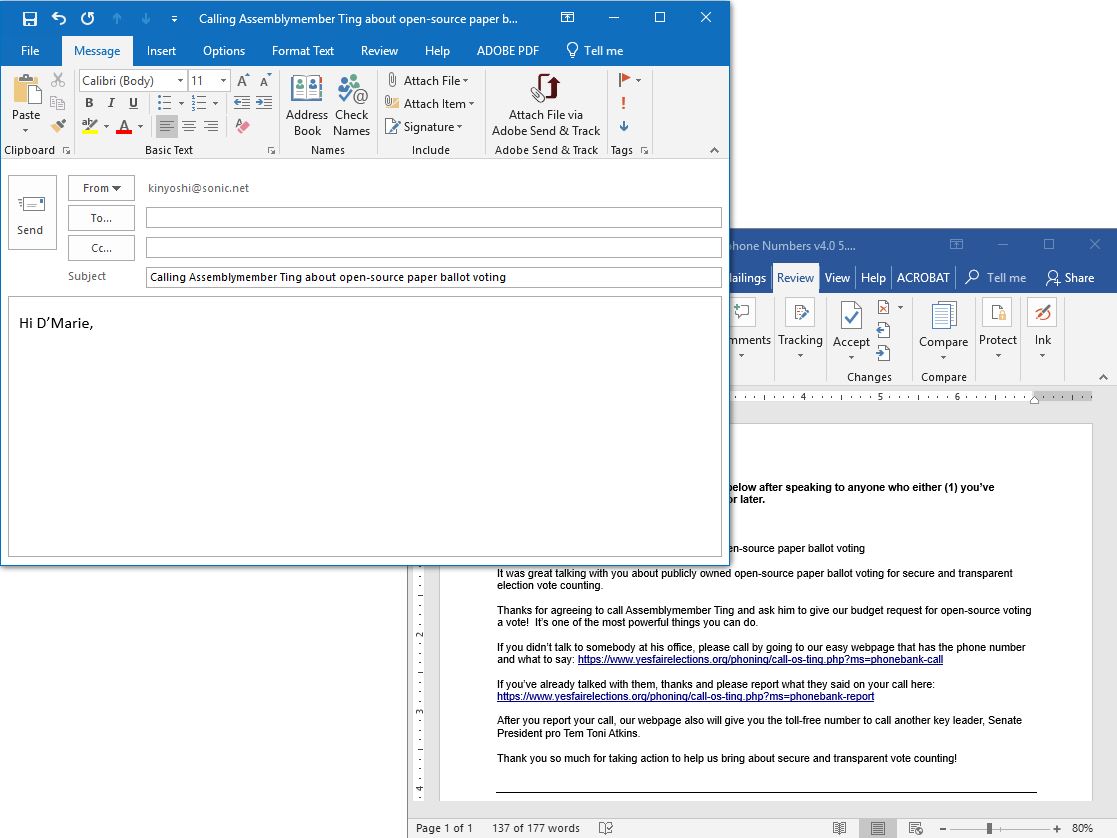 Calling Assemblymember Ting about open-source paper b...
File Message Insert Options Format Text Review Help ADOBE PDF Tell me
Calibri (Body) 11
Paste
B I U
Address Book
Check Names
Attach File
Attach Item
Signature
Attach File via Adobe Send & Track
Clipboard Basic Text Names Include Adobe Send & Track Tags
Send
From kinyoshi@sonic.net
To...
Cc...
Subject Calling Assemblymember Ting about open-source paper ballot voting
Hi D’Marie,
hone Numbers v4.0 5....
ailings Review View Help ACROBAT Tell me Share
mments Tracking Accept Compare Protect Ink
Changes Compare
4 5 6
elow after speaking to anyone who either (1) you’ve
r later.
n-source paper ballot voting
It was great talking with you about publicly owned open-source paper ballot voting for secure and transparent
election vote counting.
Thanks for agreeing to call Assemblymember Ting and ask him to give our budget request for open-source voting
a vote! It’s one of the most powerful things you can do.
If you didn’t talk to somebody at his office, please call by going to our easy webpage that has the phone number
and what to say: https://www.yesfairelections.org/phoning/call-os-ting.php?ms=phonebank-call
If you’ve already talked with them, thanks and please report what they said on your call here:
https://www.yesfairelections.org/phoning/call-os-ting.php?ms=phonebank-report
After you report your call, our webpage also will give you the toll-free number to call another key leader, Senate
President pro Tem Toni Atkins.
Thank you so much for taking action to help us bring about secure and transparent vote counting!
2
3
4
Page 1 of 1 137 of 177 words 80%